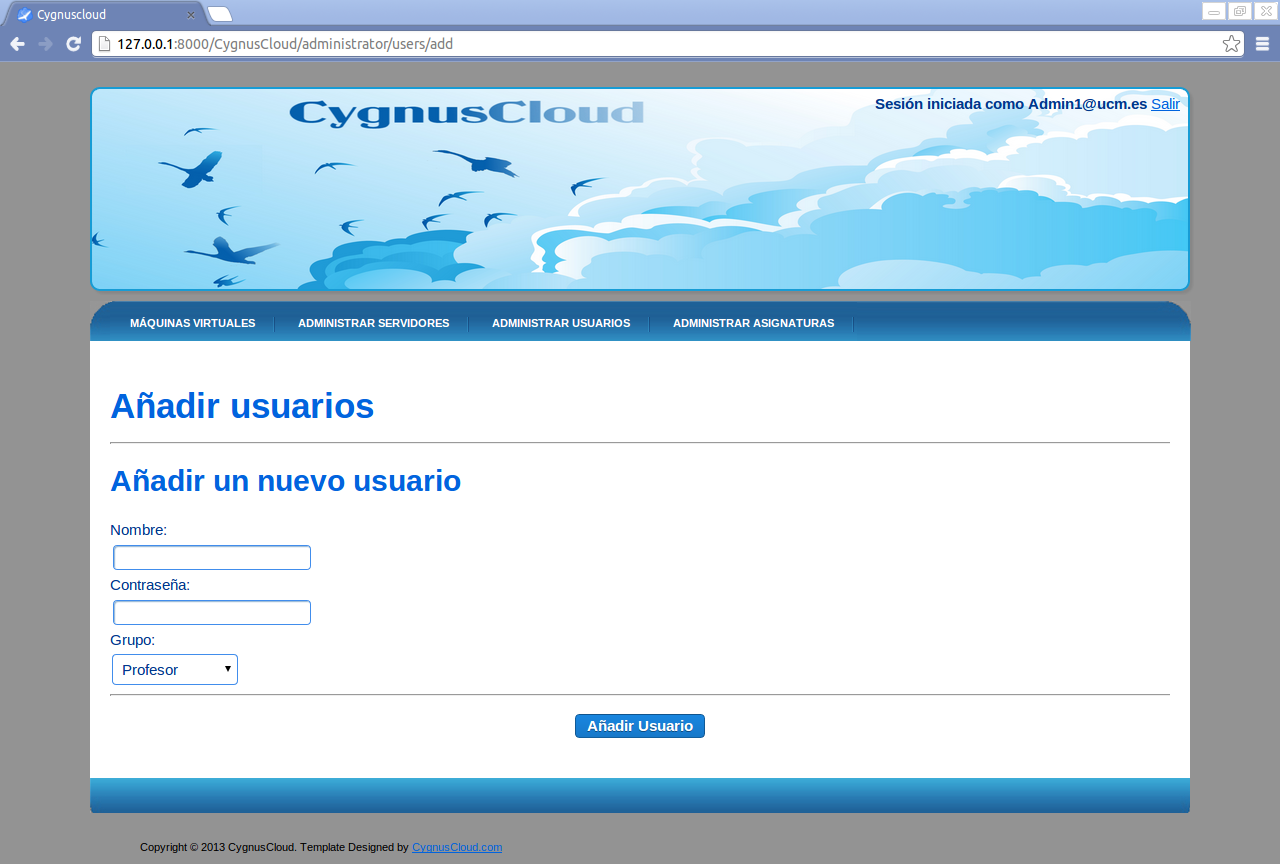 Cygnuscloud
127.0.0.1:8000/CygnusCloud/administrator/users/add
CygnusCloud
Sesión iniciada como Admin1@ucm.es Salir
MÁQUINAS VIRTUALES ADMINISTRAR SERVIDORES ADMINISTRAR USUARIOS ADMINISTRAR ASIGNATURAS
Añadir usuarios
Añadir un nuevo usuario
Nombre:
Contraseña:
Grupo:
Profesor
Añadir Usuario
Copyright © 2013 CygnusCloud. Template Designed by CygnusCloud.com